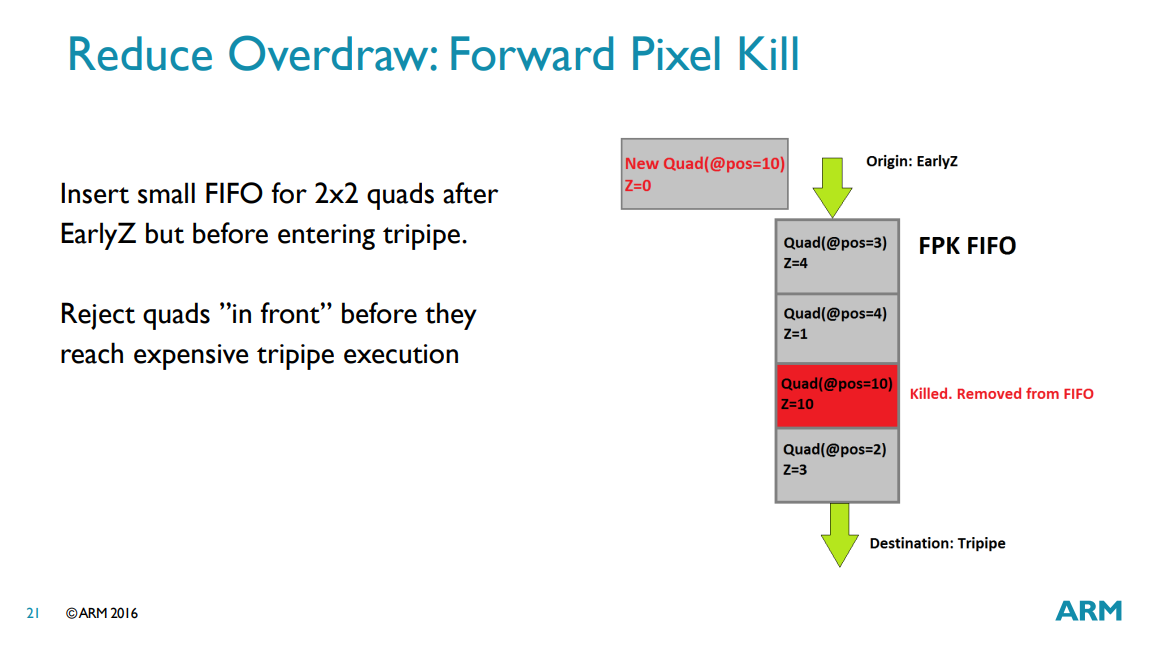 Reduce Overdraw: Forward Pixel Kill
Insert small FIFO for 2x2 quads after
EarlyZ but before entering tripipe.
Reject quads ”in front” before they
reach expensive tripipe execution
New Quad(@pos=10)
Z=0
Origin: EarlyZ
Quad(@pos=3)
Z=4
FPK FIFO
Quad(@pos=4)
Z=1
Quad(@pos=10)
Z=10
Killed. Removed from FIFO
Quad(@pos=2)
Z=3
Destination: Tripipe
21 ©ARM 2016
ARM